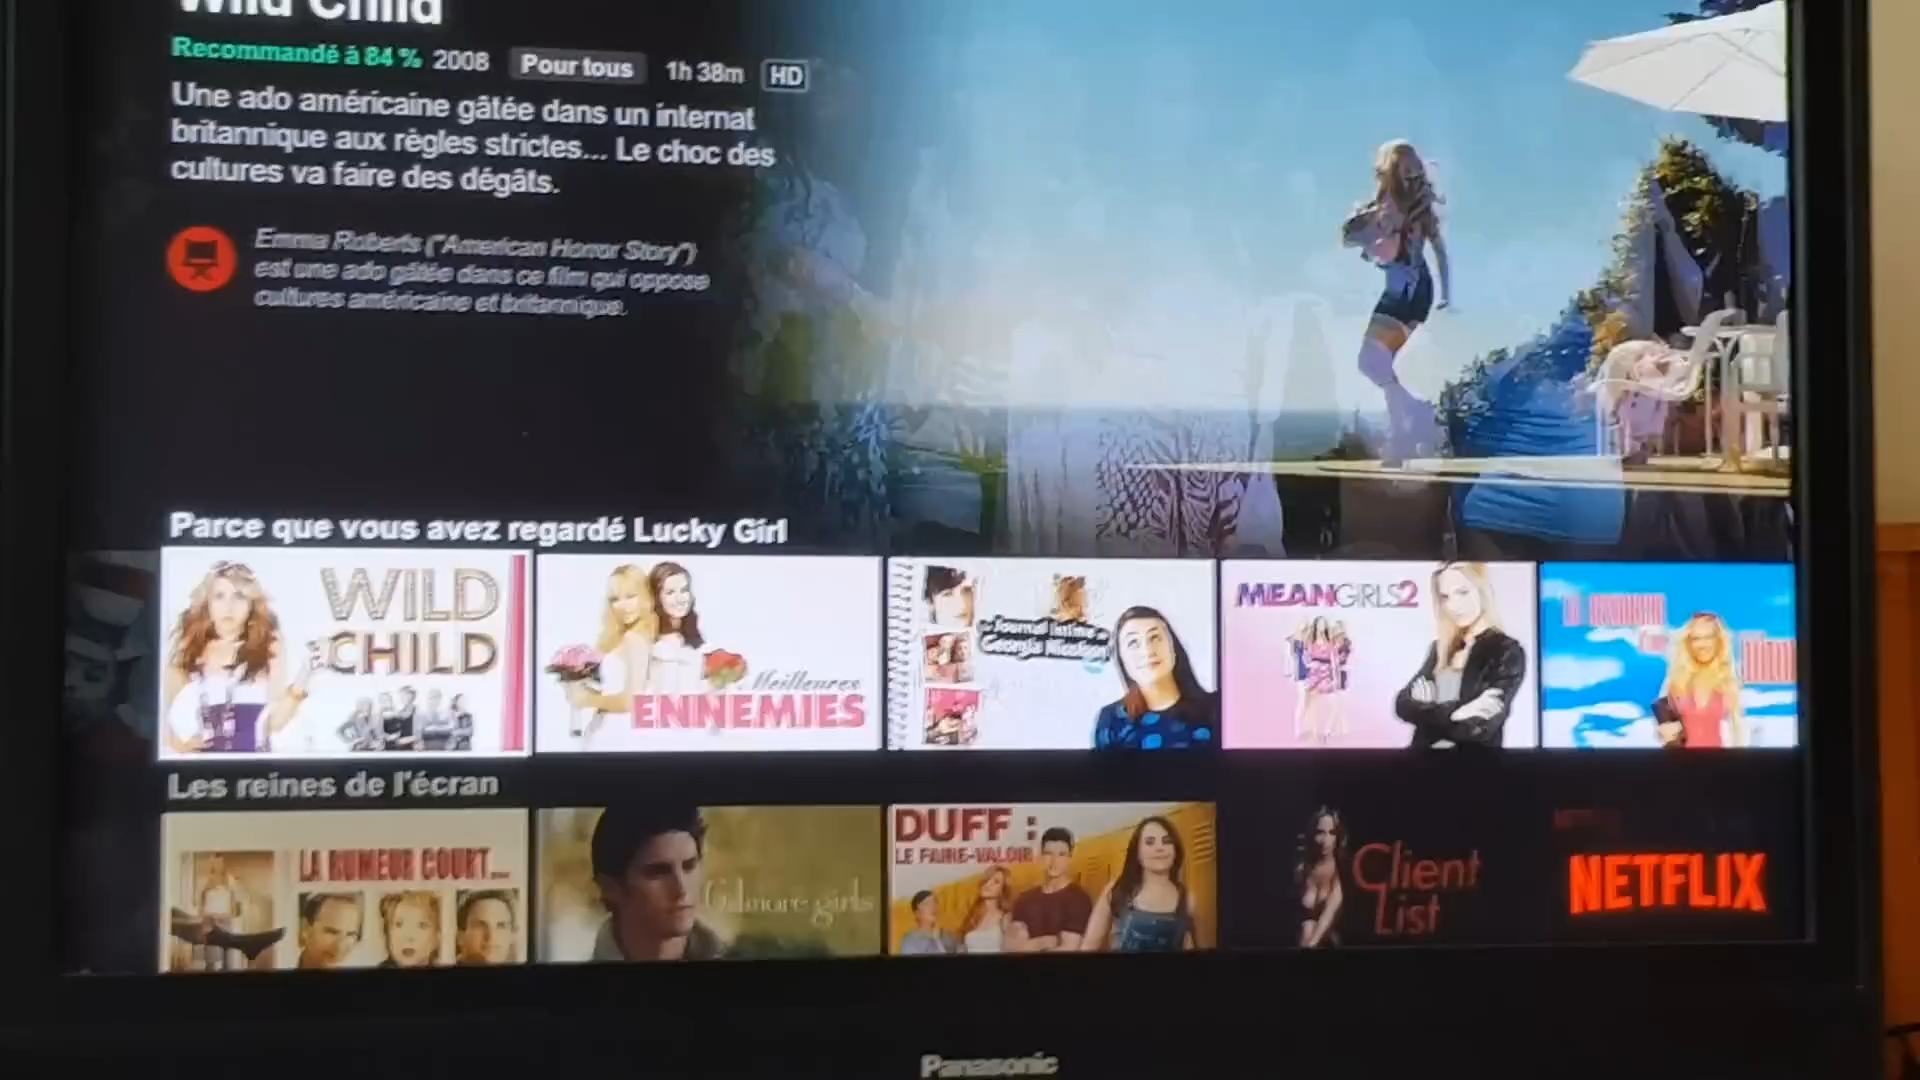 Wild Child
Recommandé à 84 % 2008 Pour tous 1h 38m HD
Une ado américaine gâtée dans un internat
britannique aux règles strictes... Le choc des
cultures va faire des dégâts.
Emma Roberts ("American Horror Story")
est une ado gâtée dans ce film qui oppose
cultures américaine et britannique.
Parce que vous avez regardé Lucky Girl
WILD
CHILD
Meilleures
ENNEMIES
Journal intime
Georgia Nicolson
MEAN GIRLS 2
Les reines de l'écran
LA RUMEUR COURT...
Gilmore girls
DUFF :
LE FAIRE-VALOIR
Client
List
NETFLIX
Panasonic